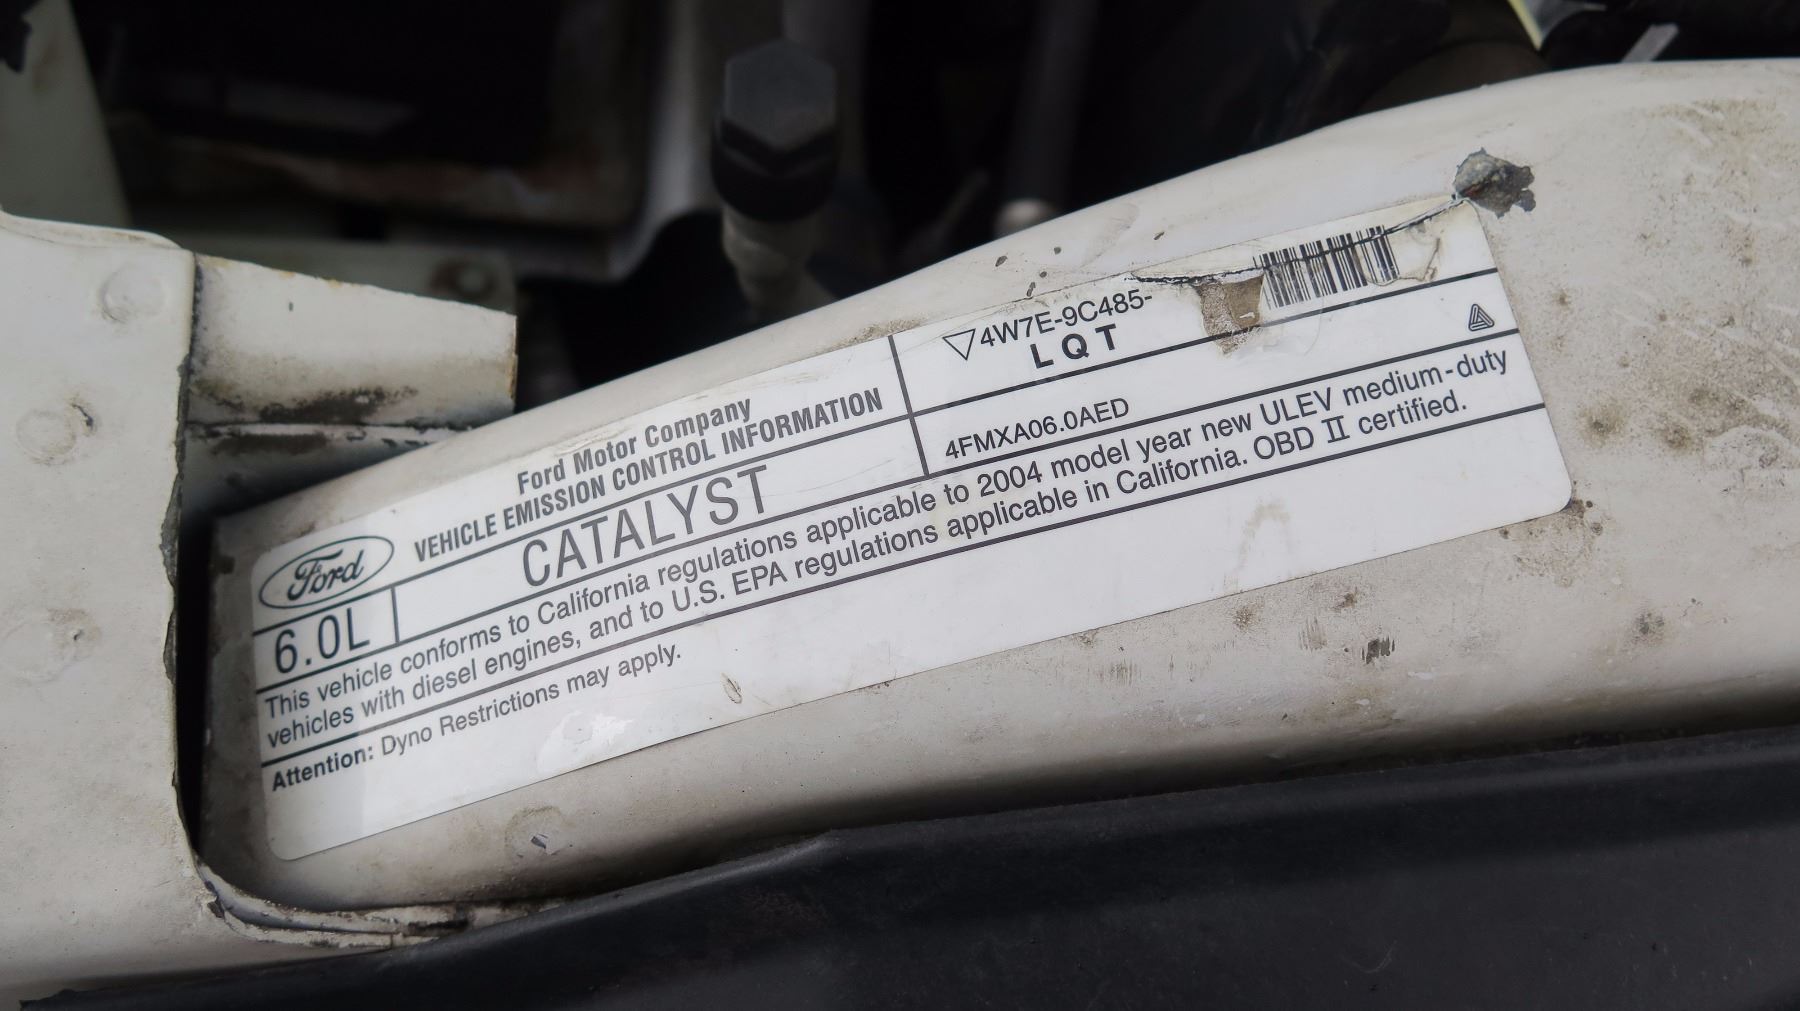 Ford
Ford Motor Company
VEHICLE EMISSION CONTROL INFORMATION
4W7E-9C485-
LQT
6.0L
CATALYST
4FMXA06.0AED
This vehicle conforms to California regulations applicable to 2004 model year new ULEV medium-duty
vehicles with diesel engines, and to U.S. EPA regulations applicable in California. OBD II certified.
Attention: Dyno Restrictions may apply.